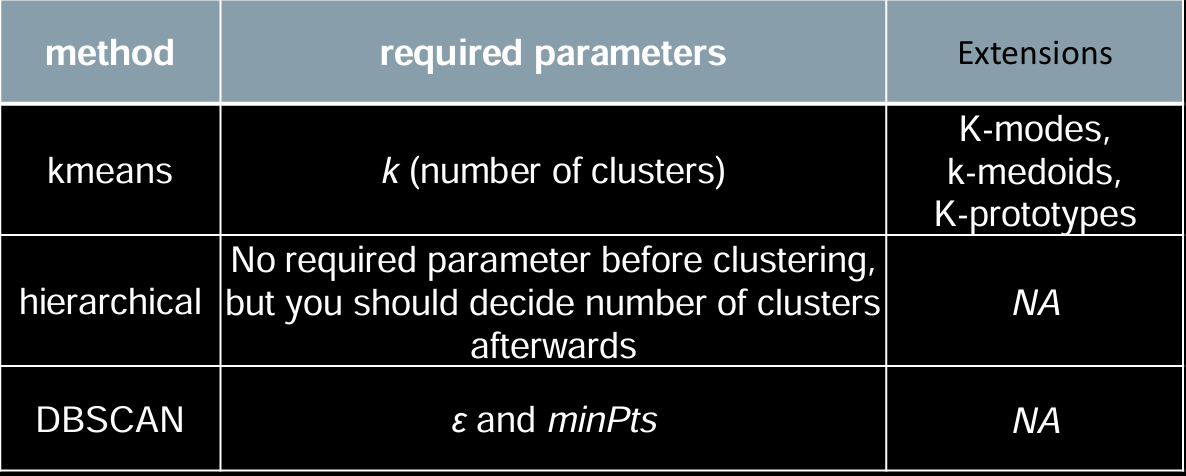 method required parameters Extensions
kmeans k (number of clusters) K-modes,
k-medoids,
K-prototypes
hierarchical No required parameter before clustering,
but you should decide number of clusters
afterwards NA
DBSCAN ε and minPts NA